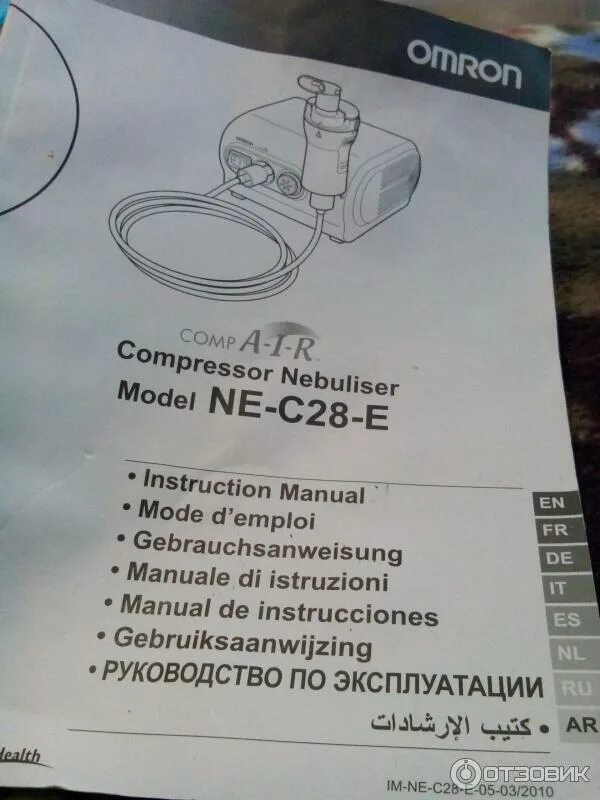 OMRON
COMP A-I-R
Compressor Nebuliser
Model NE-C28-E
• Instruction Manual
• Mode d'emploi
• Gebrauchsanweisung
• Manuale di istruzioni
• Manual de instrucciones
• Gebruiksaanwijzing
• РУКОВОДСТВО ПО ЭКСПЛУАТАЦИИ
• كتيب الإرشادات
EN
FR
DE
IT
ES
NL
RU
AR
Health
IM-NE-C28-E-05-03/2010
ОТЗОВИК